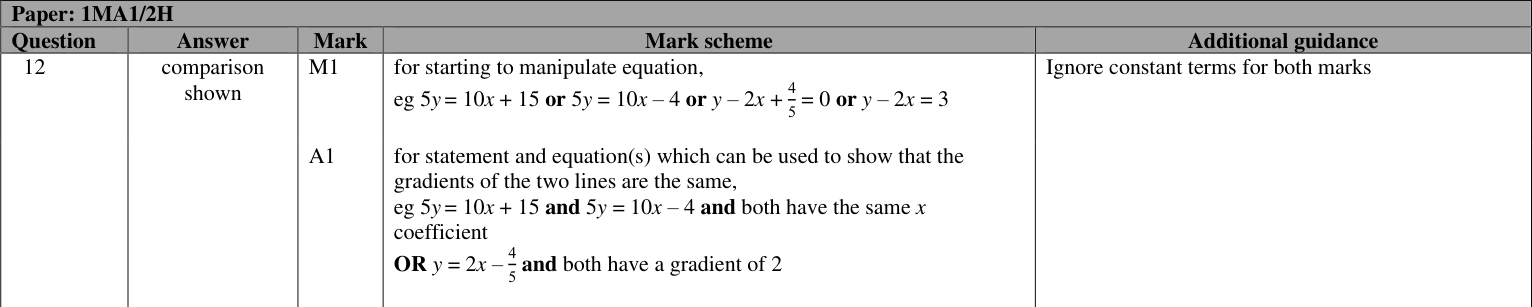 Paper: 1MA1/2H
Question Answer Mark Mark scheme Additional guidance
12 comparison M1 for starting to manipulate equation, Ignore constant terms for both marks
shown
eg 5y = 10x + 15 or 5y = 10x – 4 or y – 2x + 4/5 = 0 or y – 2x = 3
A1 for statement and equation(s) which can be used to show that the
gradients of the two lines are the same,
eg 5y = 10x + 15 and 5y = 10x – 4 and both have the same x
coefficient
OR y = 2x – 4/5 and both have a gradient of 2